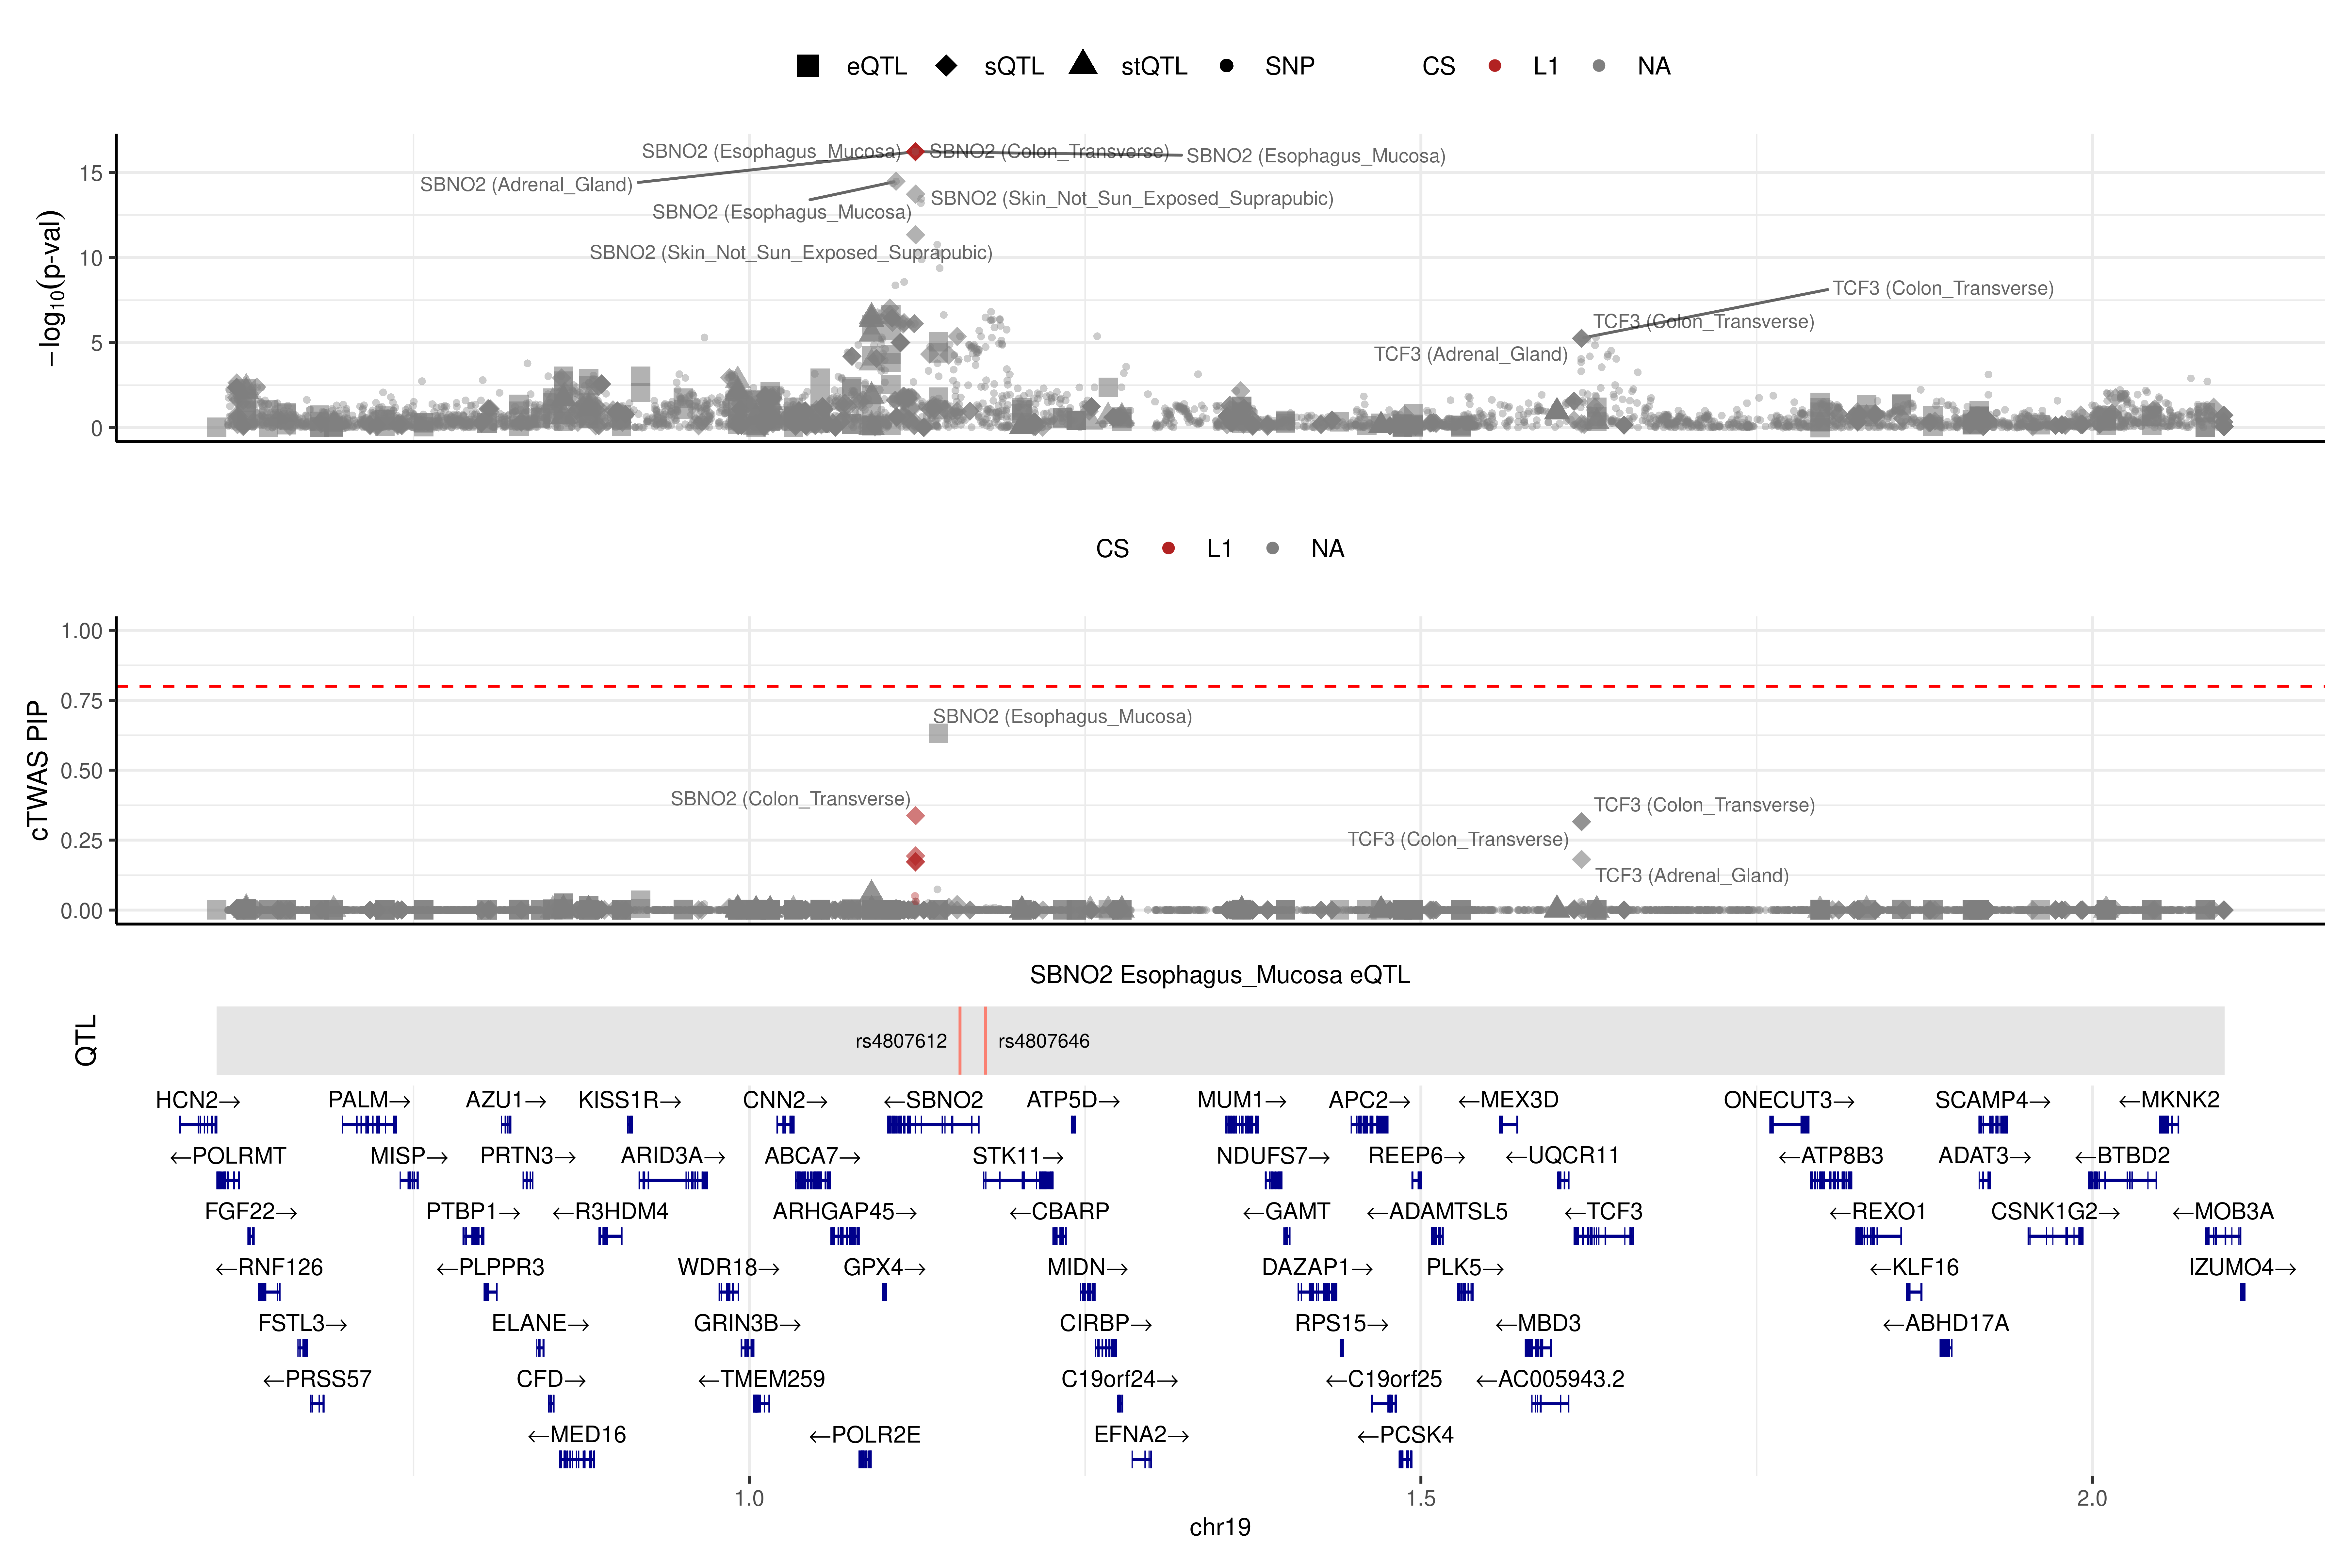 eQTL sQTL stQTL SNP CS L1 NA
SBNO2 (Esophagus_Mucosa)
SBNO2 (Colon_Transverse)
SBNO2 (Esophagus_Mucosa)
SBNO2 (Adrenal_Gland)
SBNO2 (Skin_Not_Sun_Exposed_Suprapubic)
SBNO2 (Esophagus_Mucosa)
SBNO2 (Skin_Not_Sun_Exposed_Suprapubic)
TCF3 (Colon_Transverse)
TCF3 (Colon_Transverse)
TCF3 (Adrenal_Gland)
15
10
5
0
−log10(p-val)
CS L1 NA
1.00
0.75
0.50
0.25
0.00
cTWAS PIP
SBNO2 (Esophagus_Mucosa)
SBNO2 (Colon_Transverse)
TCF3 (Colon_Transverse)
TCF3 (Colon_Transverse)
TCF3 (Adrenal_Gland)
SBNO2 Esophagus_Mucosa eQTL
QTL
rs4807612 rs4807646
HCN2→ PALM→ AZU1→ KISS1R→ CNN2→ ←SBNO2 ATP5D→ MUM1→ APC2→ ←MEX3D ONECUT3→ SCAMP4→ ←MKNK2
←POLRMT MISP→ PRTN3→ ARID3A→ ABCA7→ STK11→ NDUFS7→ REEP6→ ←UQCR11 ←ATP8B3 ADAT3→ ←BTBD2
FGF22→ PTBP1→ ←R3HDM4 ARHGAP45→ ←CBARP ←GAMT ←ADAMTSL5 ←TCF3 ←REXO1 CSNK1G2→ ←MOB3A
←RNF126 ←PLPPR3 WDR18→ GPX4→ MIDN→ DAZAP1→ PLK5→ ←KLF16 IZUMO4→
FSTL3→ ELANE→ GRIN3B→ CIRBP→ RPS15→ ←MBD3 ←ABHD17A
←PRSS57 CFD→ ←TMEM259 C19orf24→ ←C19orf25 ←AC005943.2
←MED16 ←POLR2E EFNA2→ ←PCSK4
1.0 1.5 2.0
chr19